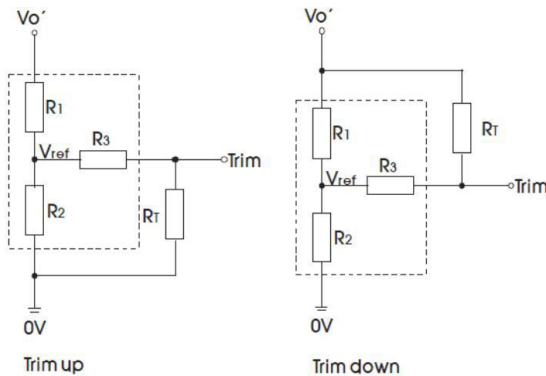 Vo´
R1
R3
Vref
Trim
R2
RT
0V
Trim up
Vo´
R1
RT
R3
Vref
Trim
R2
0V
Trim down